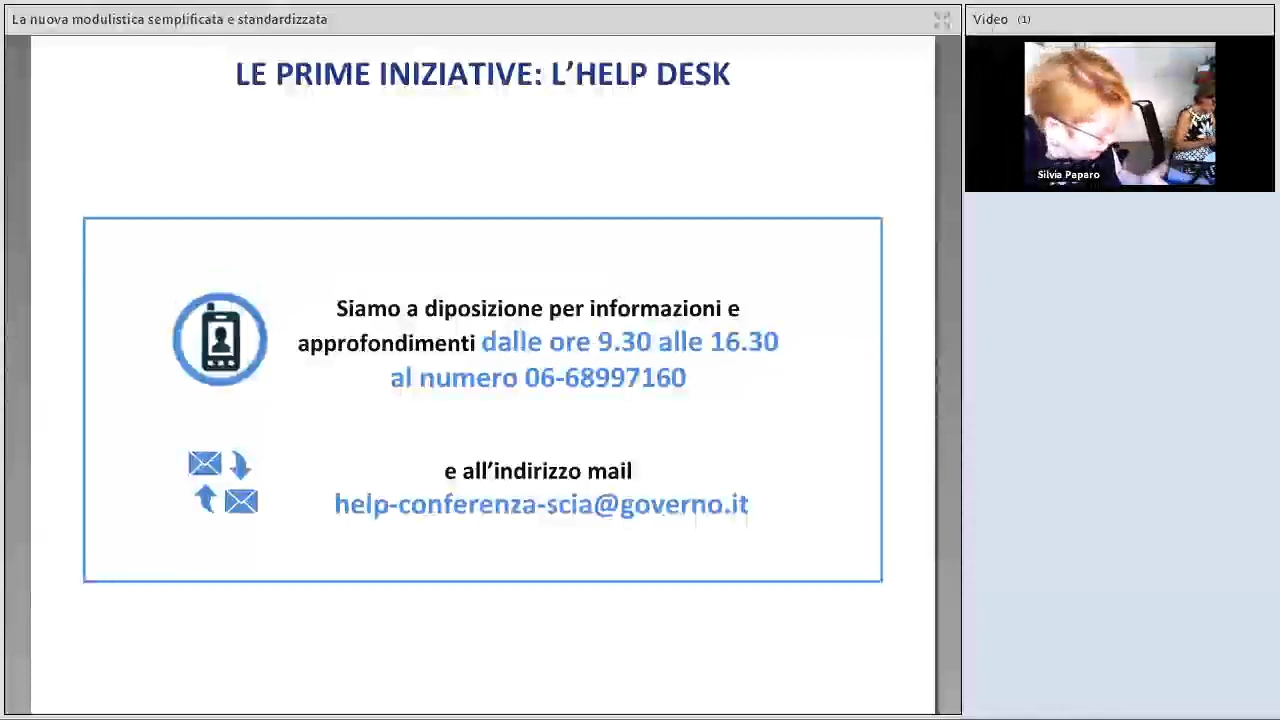 La nuova modulistica semplificata e standardizzata
Video (1)
LE PRIME INIZIATIVE: L’HELP DESK
Silvia Paparo
Siamo a diposizione per informazioni e
approfondimenti dalle ore 9.30 alle 16.30
al numero 06-68997160
e all’indirizzo mail
help-conferenza-scia@governo.it